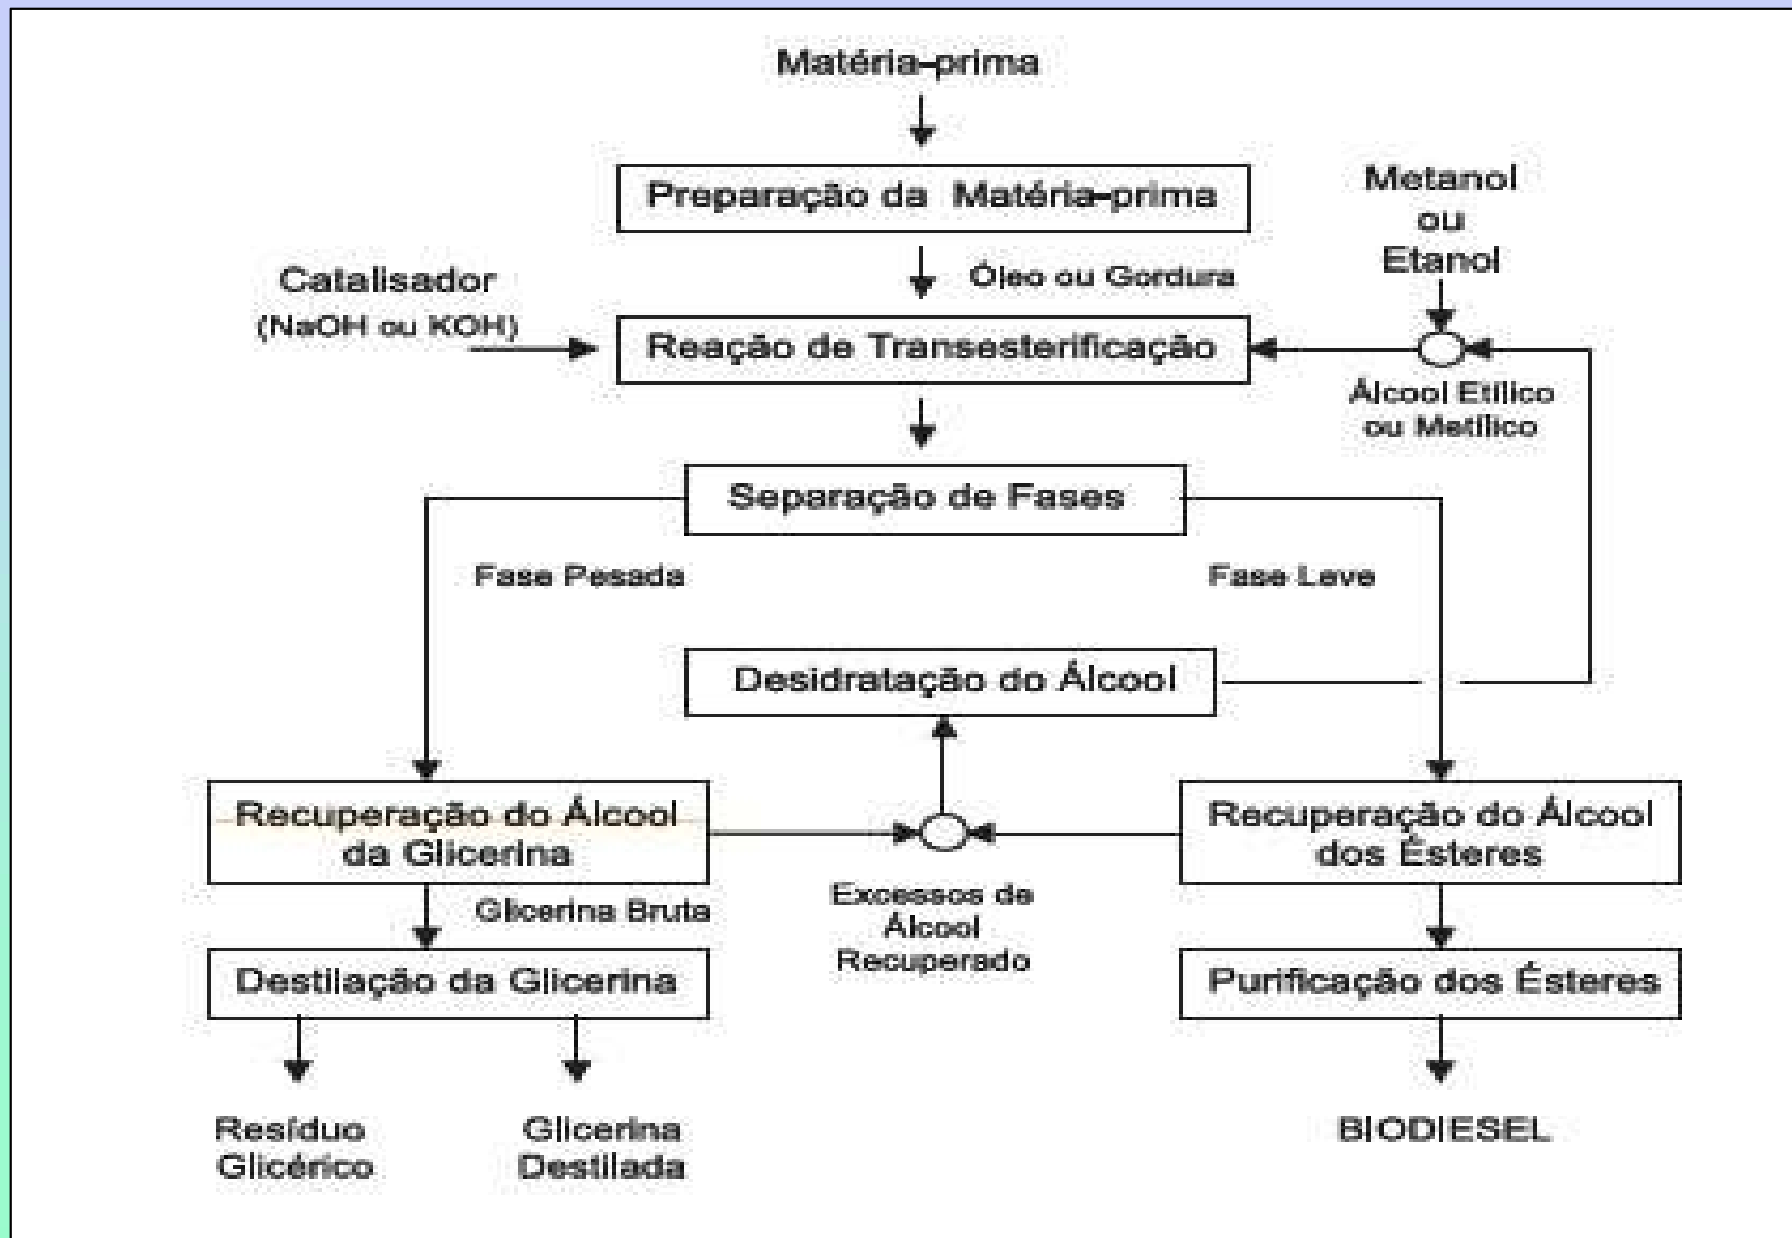 Matéria-prima
Preparação da Matéria-prima
Metanol
ou
Etanol
Óleo ou Gordura
Catalisador
(NaOH ou KOH)
Reação de Transesterificação
Álcool Etílico
ou Metílico
Separação de Fases
Fase Pesada
Fase Leve
Desidratação do Álcool
Recuperação do Álcool
da Glicerina
Recuperação do Álcool
dos Ésteres
Excessos de
Álcool
Recuperado
Glicerina Bruta
Destilação da Glicerina
Purificação dos Ésteres
Resíduo
Glicérico
Glicerina
Destilada
BIODIESEL